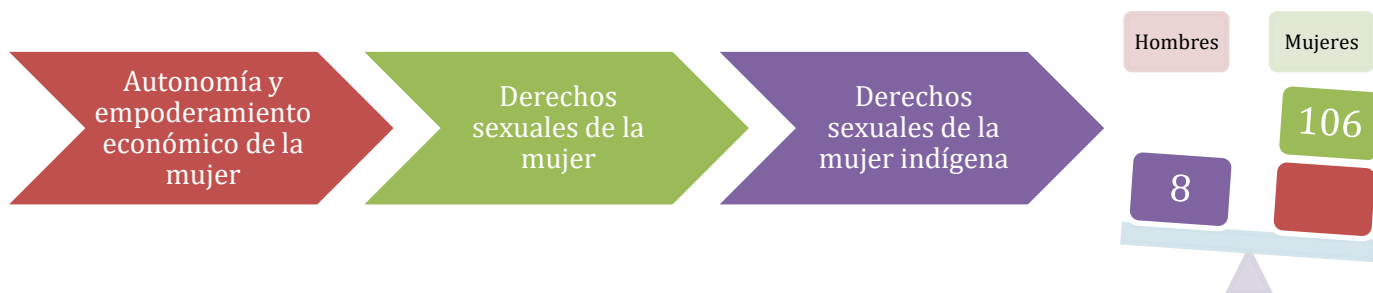 Autonomía y
empoderamiento
económico de la
mujer
Derechos
sexuales de la
mujer
Derechos
sexuales de la
mujer indígena
Hombres
Mujeres
106
8